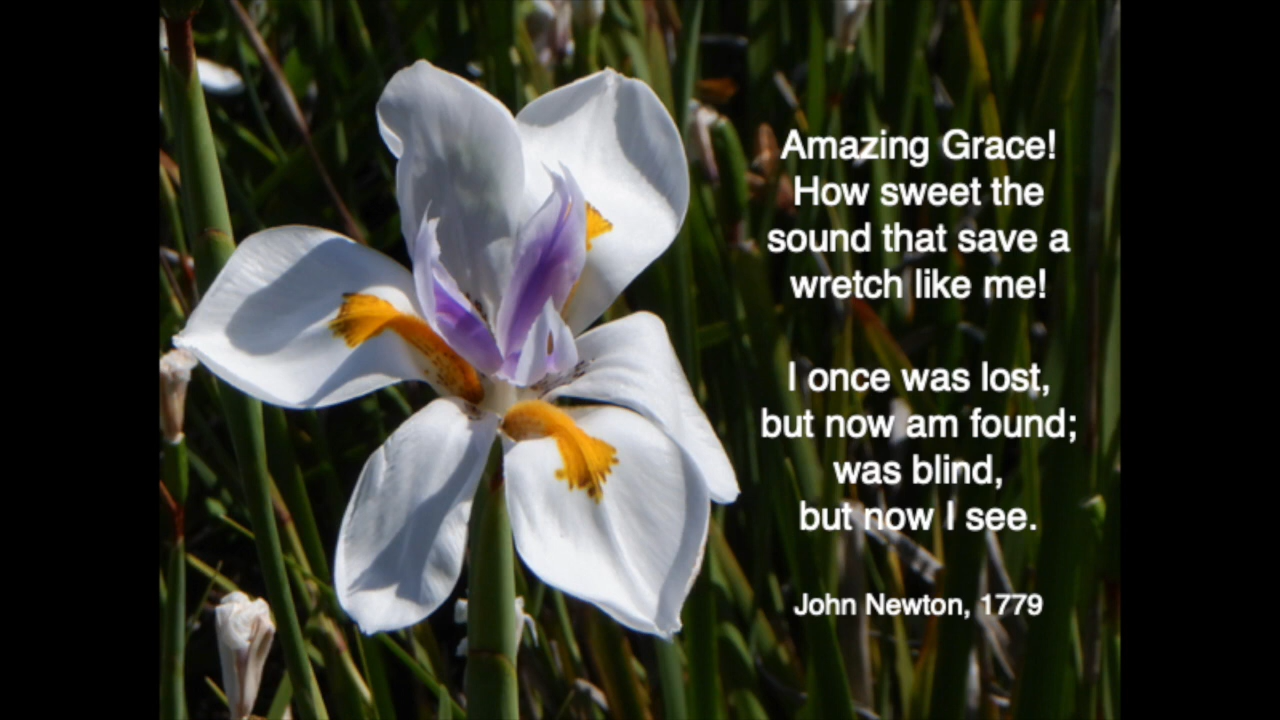 Amazing Grace!
How sweet the
sound that save a
wretch like me!
I once was lost,
but now am found;
was blind,
but now I see.
John Newton, 1779